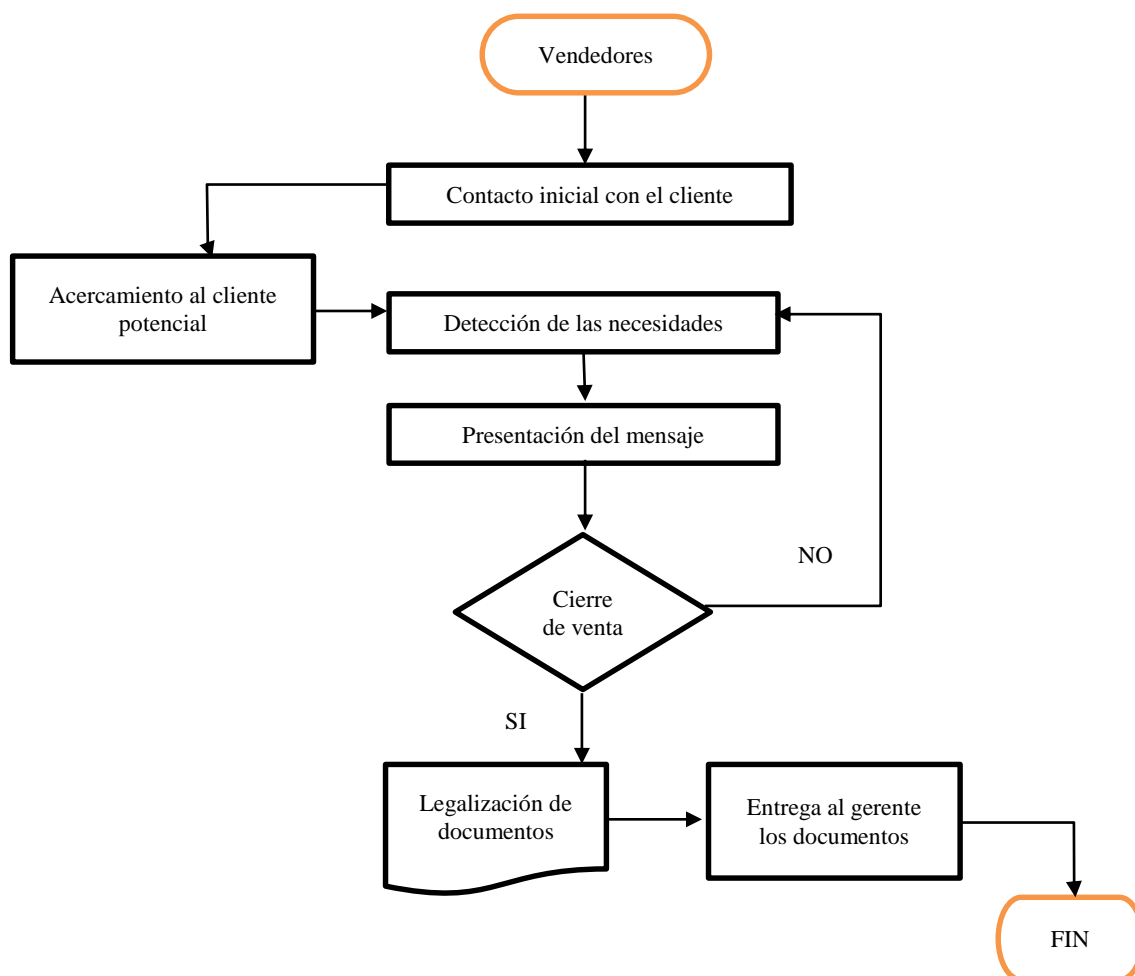 Vendedores
Contacto inicial con el cliente
Acercamiento al cliente
potencial
Detección de las necesidades
Presentación del mensaje
NO
Cierre
de venta
SI
Legalización de
documentos
Entrega al gerente
los documentos
FIN